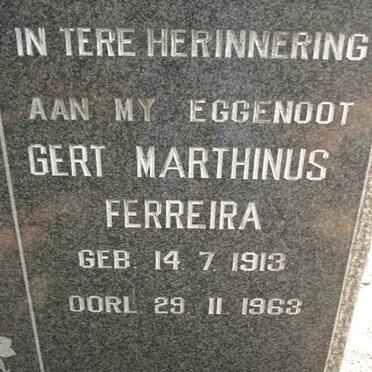 IN TERE HERINNERING
AAN MY EGGENOOT
GERT MARTHINUS
FERREIRA
GEB. 14 7 1913
OORL 29 11 1963